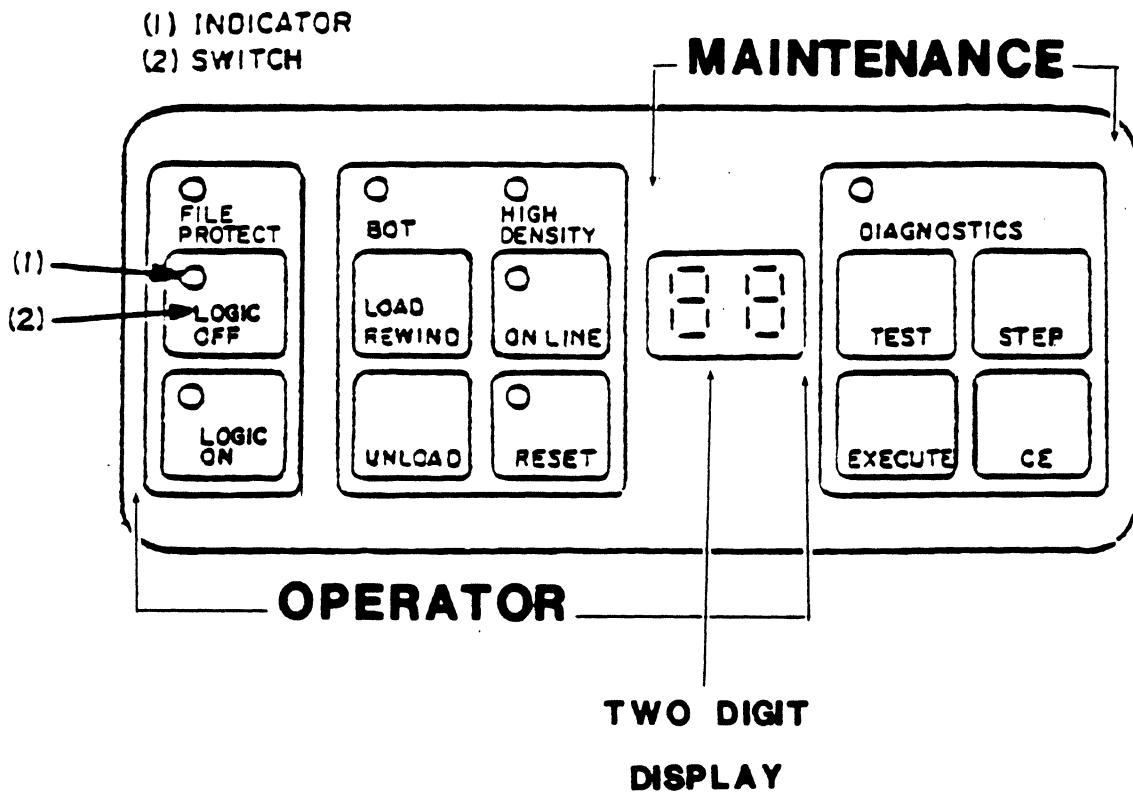 (1) INDICATOR
(2) SWITCH
MAINTENANCE
FILE
PROTECT
BOT
HIGH
DENSITY
DIAGNOSTICS
(1)
(2)
LOGIC
OFF
LOAD
REWIND
ON LINE
88
TEST
STEP
LOGIC
ON
UNLOAD
RESET
EXECUTE
CE
OPERATOR
TWO DIGIT
DISPLAY